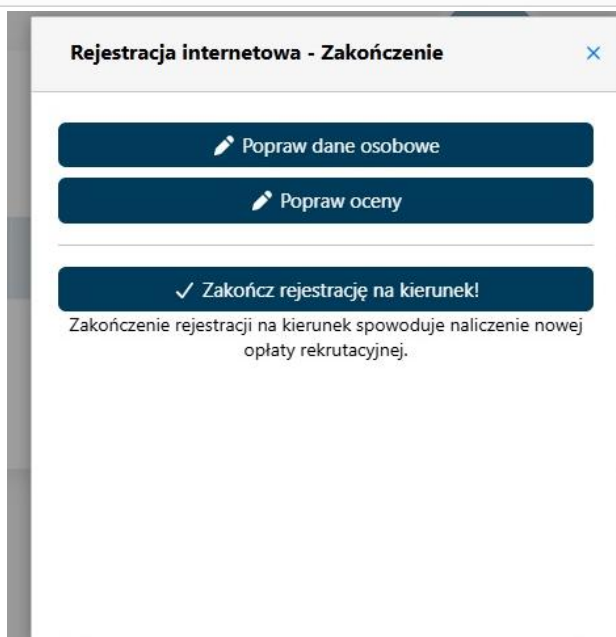 Rejestracja internetowa - Zakończenie
Popraw dane osobowe
Popraw oceny
Zakończ rejestrację na kierunek!
Zakończenie rejestracji na kierunek spowoduje naliczenie nowej
opłaty rekrutacyjnej.